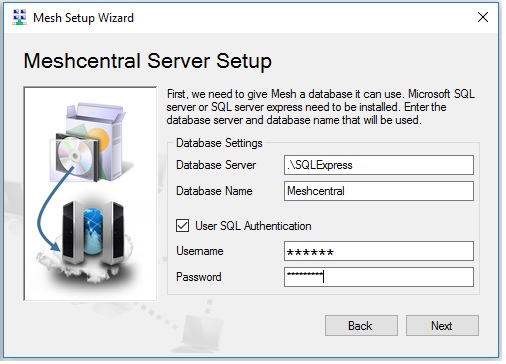 Mesh Setup Wizard
Meshcentral Server Setup
First, we need to give Mesh a database it can use. Microsoft SQL
server or SQL server express need to be installed. Enter the
database server and database name that will be used.
Database Settings
Database Server .\SQLExpress
Database Name Meshcentral
User SQL Authentication
Username ******
Password *********
Back Next